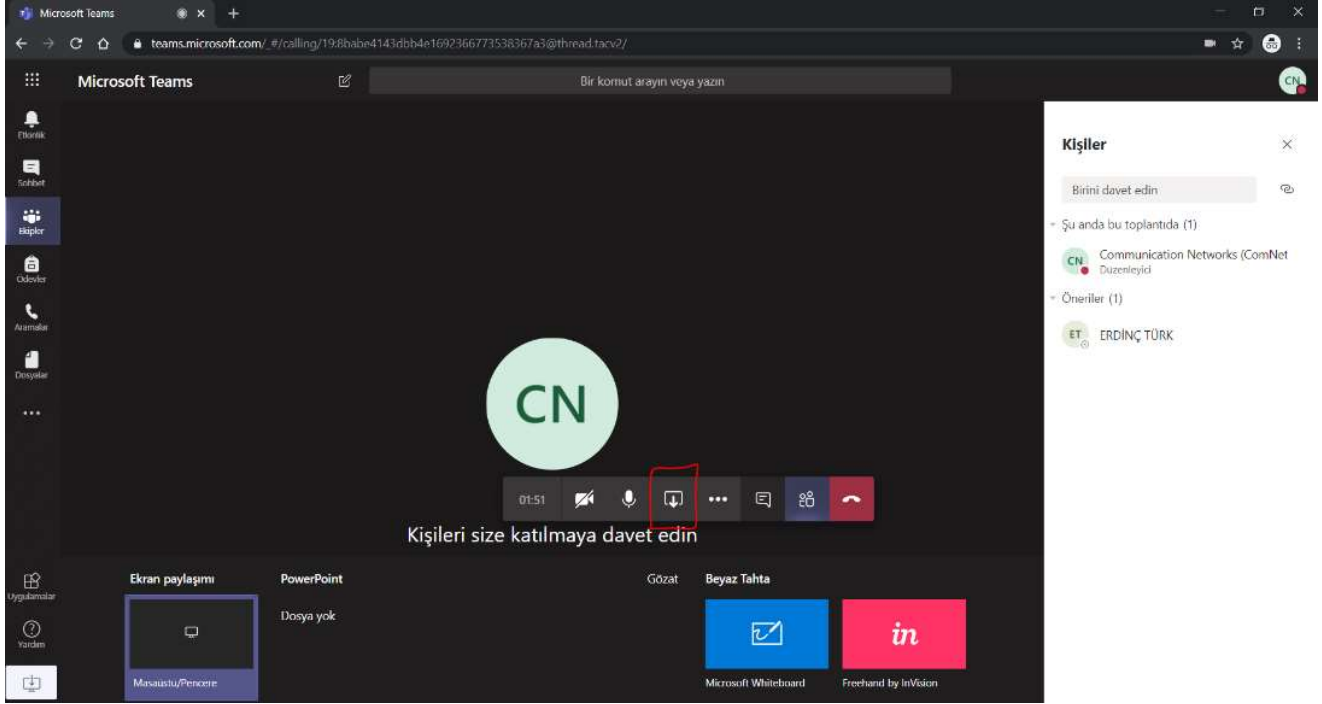 Microsoft Teams
teams.microsoft.com/_#/calling/19:8babe4143dbb4e1692366773538367a3@thread.tacv2/
Microsoft Teams
Bir komut arayın veya yazın
CN
Etkinlik
Sohbet
Ekipler
Ödevler
Aramalar
Dosyalar
Uygulamalar
Yardım
CN
01:51
Kişileri size katılmaya davet edin
Ekran paylaşımı
Masaüstü/Pencere
PowerPoint
Gözat
Dosya yok
Beyaz Tahta
Microsoft Whiteboard
in
Freehand by InVision
Kişiler
Birini davet edin
Şu anda bu toplantıda (1)
CN
Communication Networks (ComNet
Düzenleyici
Öneriler (1)
ET
ERDİNÇ TÜRK